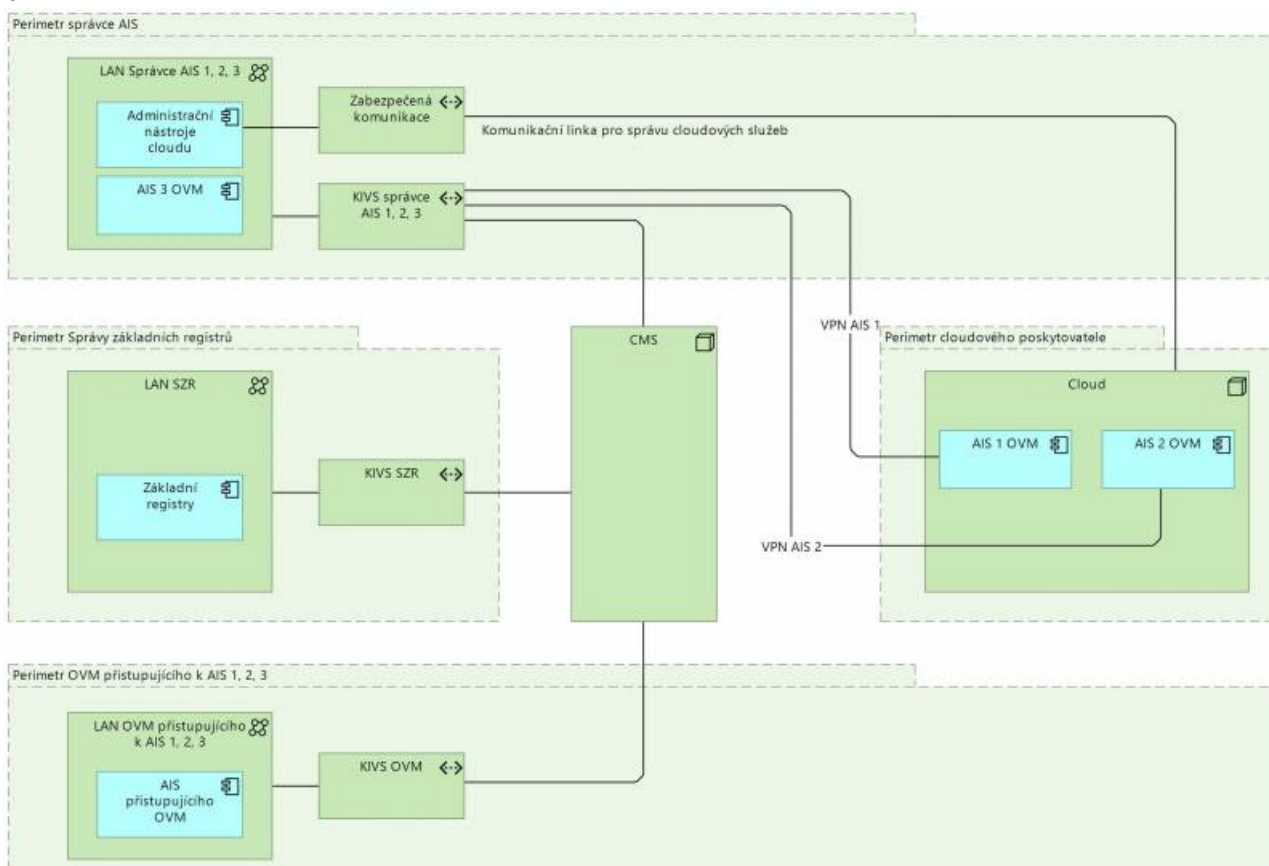 Perimetr správce AIS
LAN Správce AIS 1, 2, 3
Administrační
nástroje
cloudu
Zabezpečená
komunikace
Komunikační linka pro správu cloudových služeb
AIS 3 OVM
KIVS správce
AIS 1, 2, 3
VPN AIS 1
Perimetr Správy základních registrů
CMS
Perimetr cloudového poskytovatele
LAN SZR
Cloud
AIS 1 OVM
AIS 2 OVM
KIVS SZR
Základní
registry
VPN AIS 2
Perimetr OVM přistupujícího k AIS 1, 2, 3
LAN OVM přistupujícího
k AIS 1, 2, 3
KIVS OVM
AIS
přistupujícího
OVM